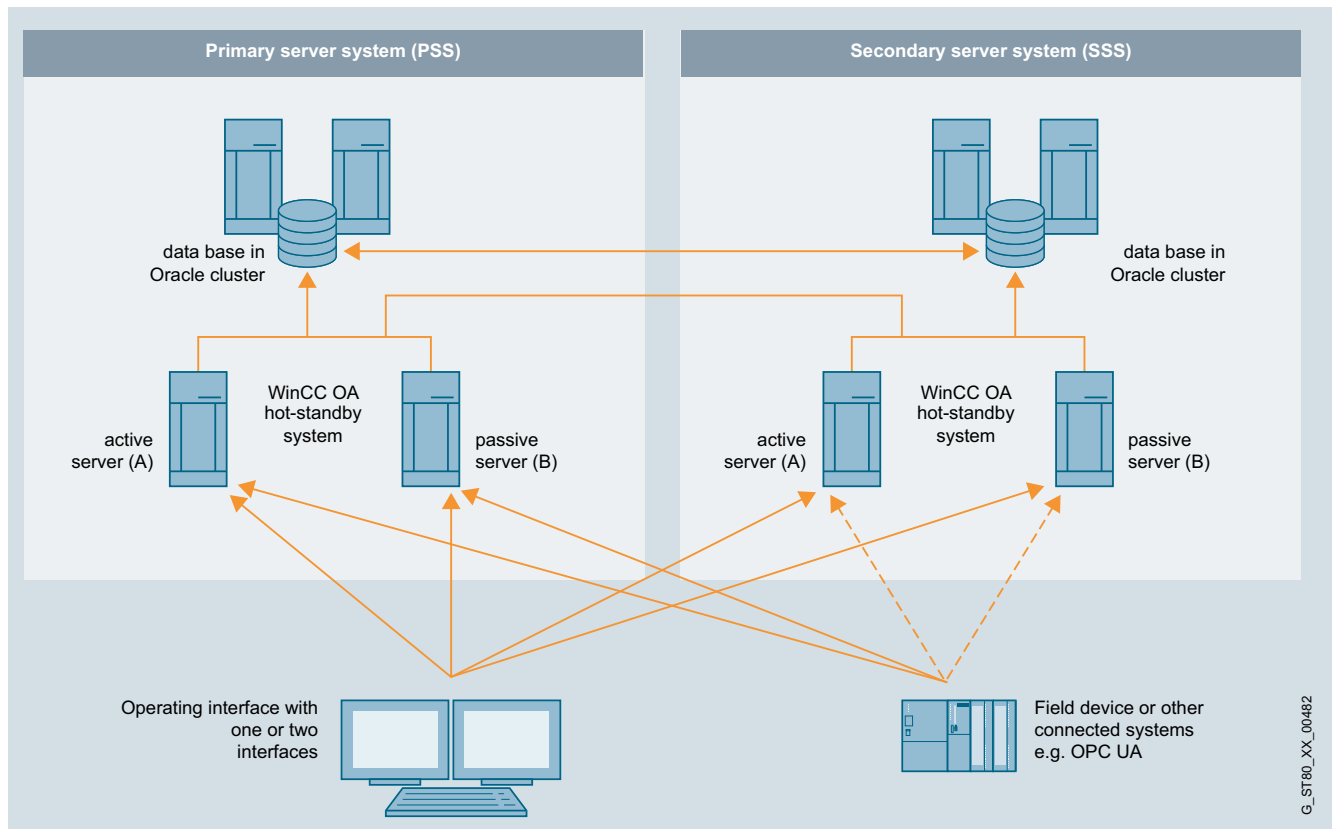 Primary server system (PSS)
Secondary server system (SSS)
data base in
Oracle cluster
data base in
Oracle cluster
WinCC OA
hot-standby
system
active
server (A)
passive
server (B)
WinCC OA
hot-standby
system
active
server (A)
passive
server (B)
Operating interface with
one or two
interfaces
Field device or other
connected systems
e.g. OPC UA
G_ST80_XX_00482